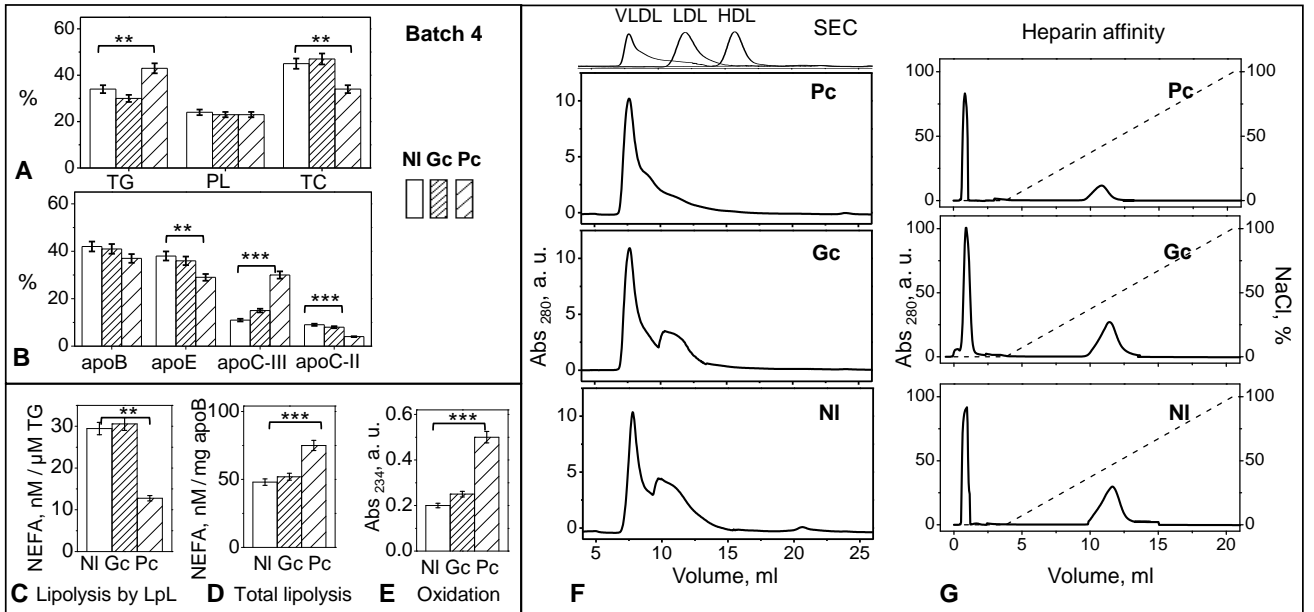 Batch 4
60
40
20
0
%
**
**
A
TG PL TC
NI Gc Pc
60
40
20
0
%
**
***
***
B
apoB apoE apoC-III apoC-II
NEFA, nM / µM TG
30
20
10
0
**
NI Gc Pc
C Lipolysis by LpL
NEFA, nM / mg apoB
100
50
0
***
NI Gc Pc
D Total lipolysis
Abs 234, a. u.
0.6
0.4
0.2
0.0
***
NI Gc Pc
E Oxidation
VLDL LDL HDL
SEC
Pc
10
5
0
Gc
10
5
0
NI
10
5
0
Abs 280, a. u.
5 10 15 20 25
Volume, ml
F
Heparin affinity
Pc
100
50
0
100
50
0
Gc
100
50
0
100
50
0
NI
100
50
0
100
50
0
Abs 280, a. u.
NaCl, %
0 5 10 15 20
Volume, ml
G